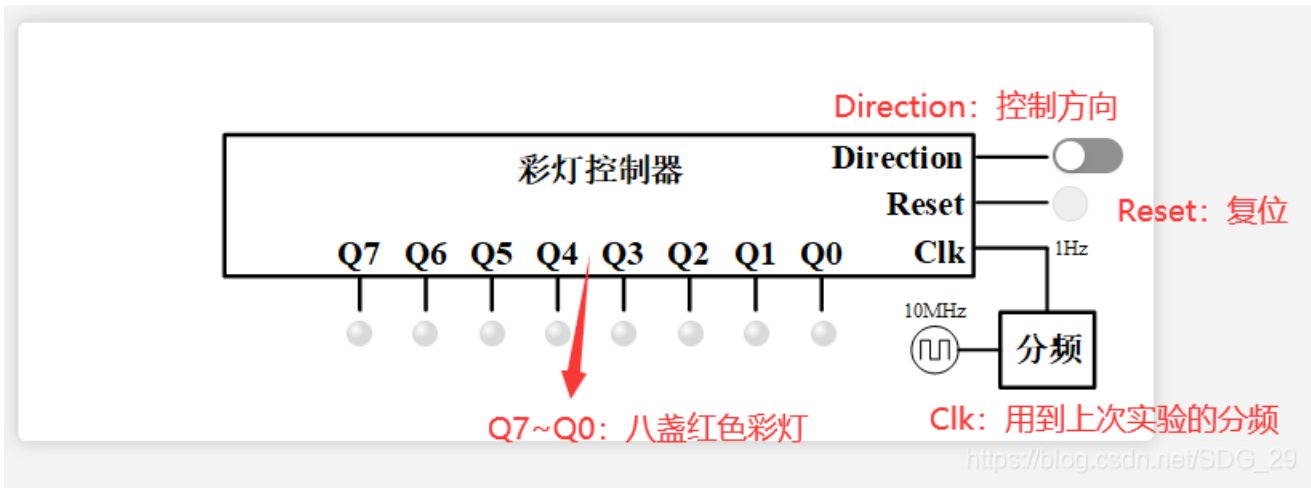 Direction：控制方向
彩灯控制器
Direction
Reset
Reset：复位
Q7 Q6 Q5 Q4 Q3 Q2 Q1 Q0
Clk
1Hz
10MHz
分频
Q7~Q0：八盏红色彩灯
Clk：用到上次实验的分频
https://blog.csdn.net/SDG_29